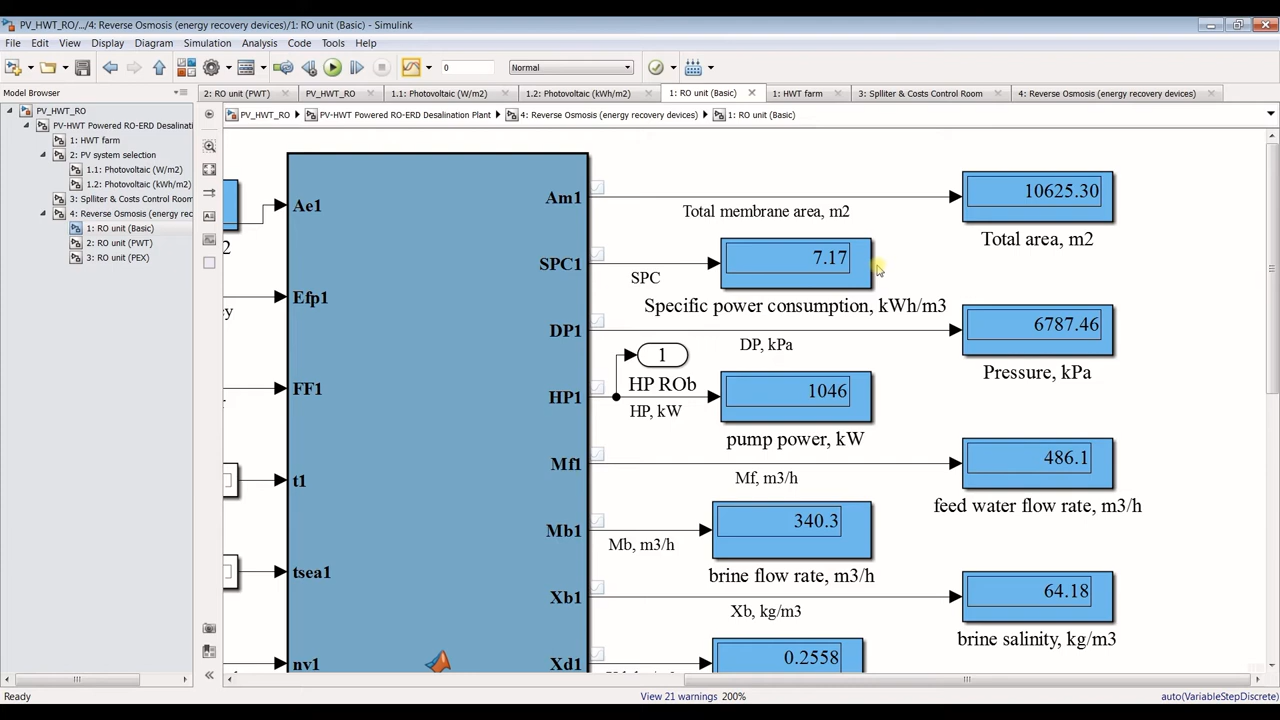 PV_HWT_RO/.../4: Reverse Osmosis (energy recovery devices)/1: RO unit (Basic) - Simulink
File Edit View Display Diagram Simulation Analysis Code Tools Help
0 Normal
Model Browser
2: RO unit (PWT) PV_HWT_RO 1.1: Photovoltaic (W/m2) 1.2: Photovoltaic (kWh/m2) 1: RO unit (Basic) 1: HWT farm 3: Splliter & Costs Control Room 4: Reverse Osmosis (energy recovery devices)
PV_HWT_RO PV-HWT Powered RO-ERD Desalination Plant 4: Reverse Osmosis (energy recovery devices) 1: RO unit (Basic)
PV_HWT_RO
PV-HWT Powered RO-ERD Desalinati
1: HWT farm
2: PV system selection
1.1: Photovoltaic (W/m2)
1.2: Photovoltaic (kWh/m2)
3: Splliter & Costs Control Room
4: Reverse Osmosis (energy rec
1: RO unit (Basic)
2: RO unit (PWT)
3: RO unit (PEX)
2
y
Ae1
Efp1
FF1
t1
tsea1
nv1
Am1
Total membrane area, m2
10625.30
Total area, m2
SPC1
SPC
7.17
Specific power consumption, kWh/m3
DP1
DP, kPa
6787.46
Pressure, kPa
1
HP ROb
HP1
HP, kW
1046
pump power, kW
Mf1
Mf, m3/h
486.1
feed water flow rate, m3/h
Mb1
Mb, m3/h
340.3
brine flow rate, m3/h
Xb1
Xb, kg/m3
64.18
brine salinity, kg/m3
Xd1
0.2558
Ready View 21 warnings 200% auto(VariableStepDiscrete)